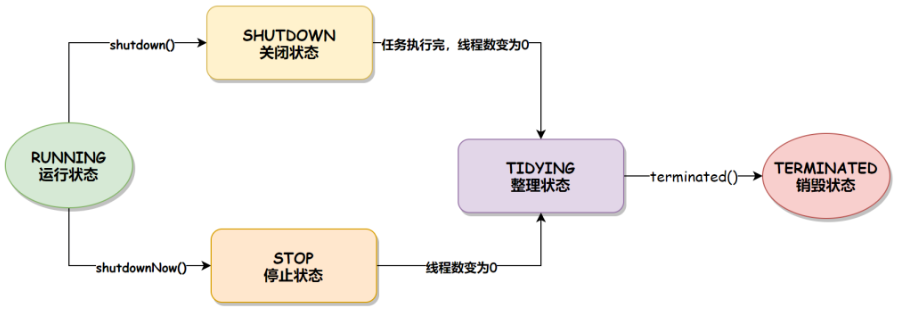 SHUTDOWN
关闭状态
shutdown()
任务执行完，线程数变为0
RUNNING
运行状态
TIDYING
整理状态
terminated()
TERMINATED
销毁状态
shutdownNow()
STOP
停止状态
线程数变为0